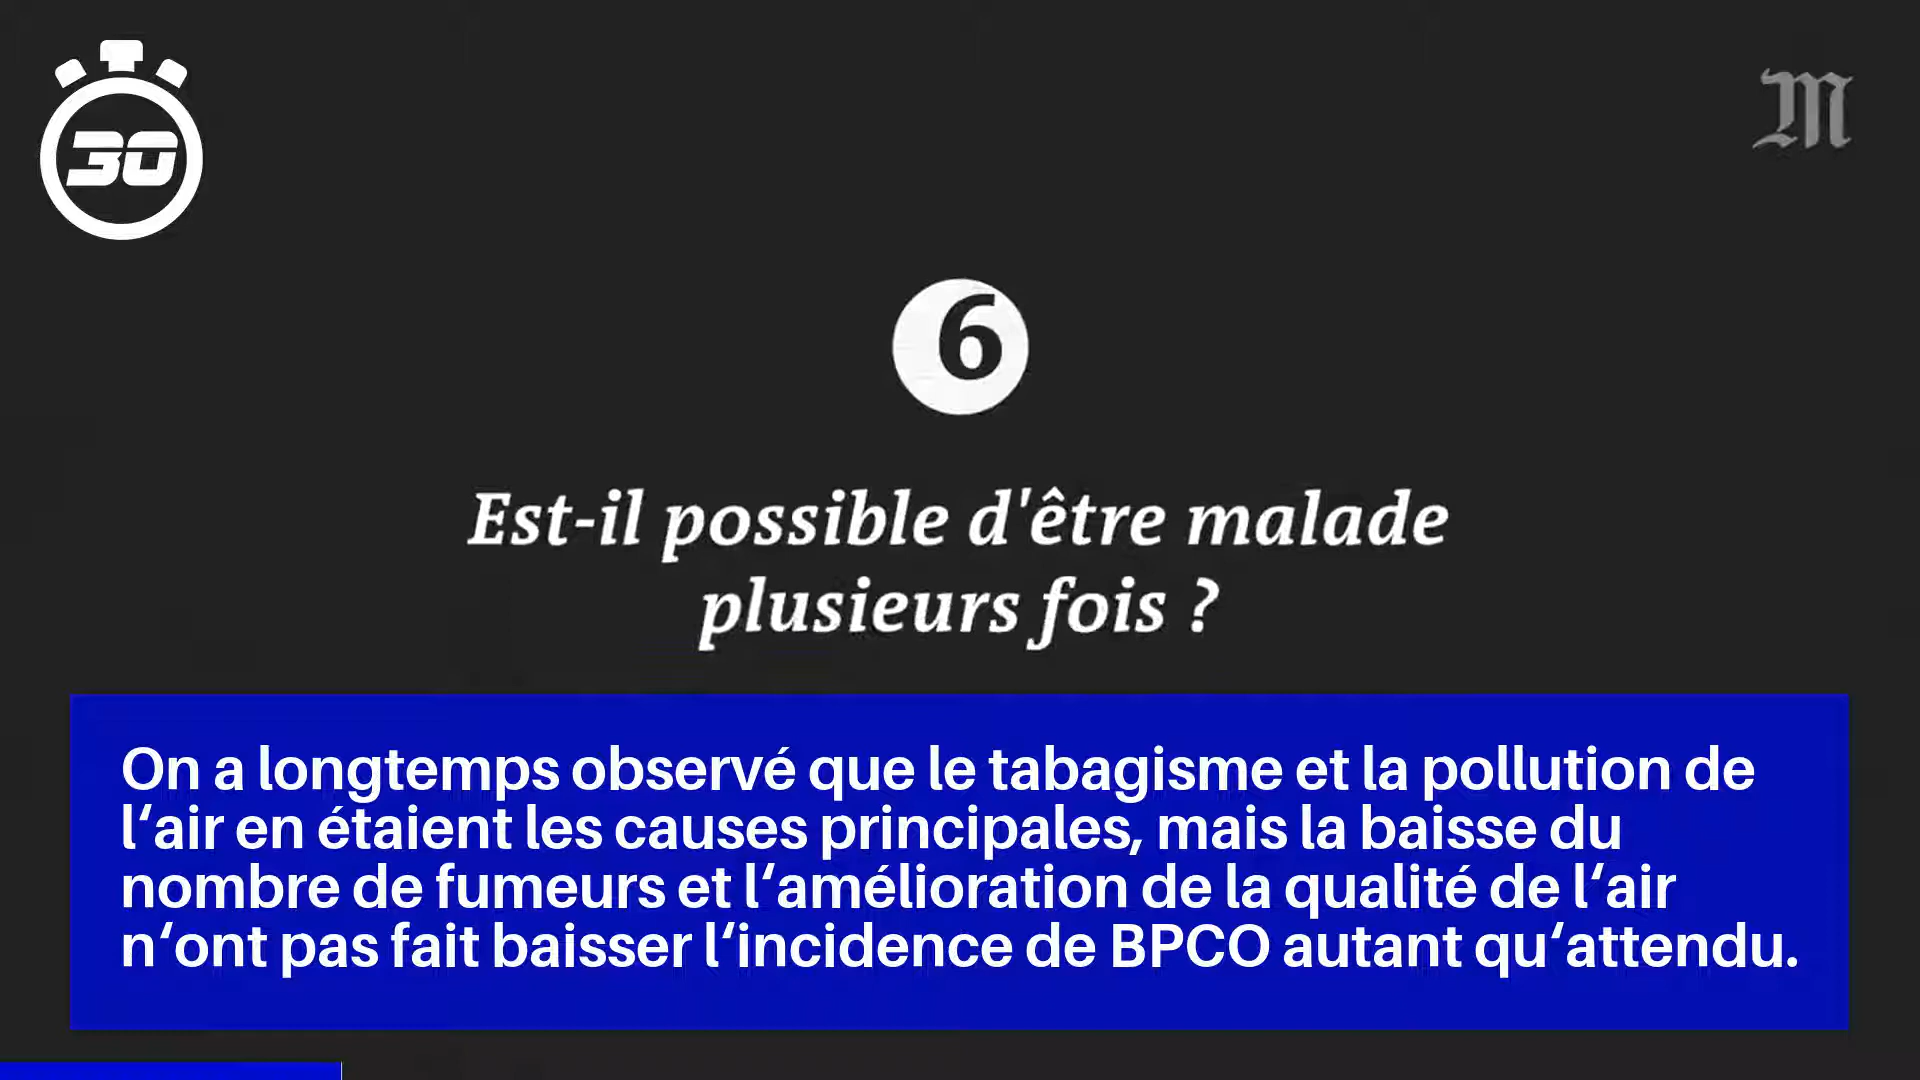 30
M
6
Est-il possible d'être malade
plusieurs fois ?
On a longtemps observé que le tabagisme et la pollution de
l‘air en étaient les causes principales, mais la baisse du
nombre de fumeurs et l‘amélioration de la qualité de l‘air
n‘ont pas fait baisser l‘incidence de BPCO autant qu‘attendu.